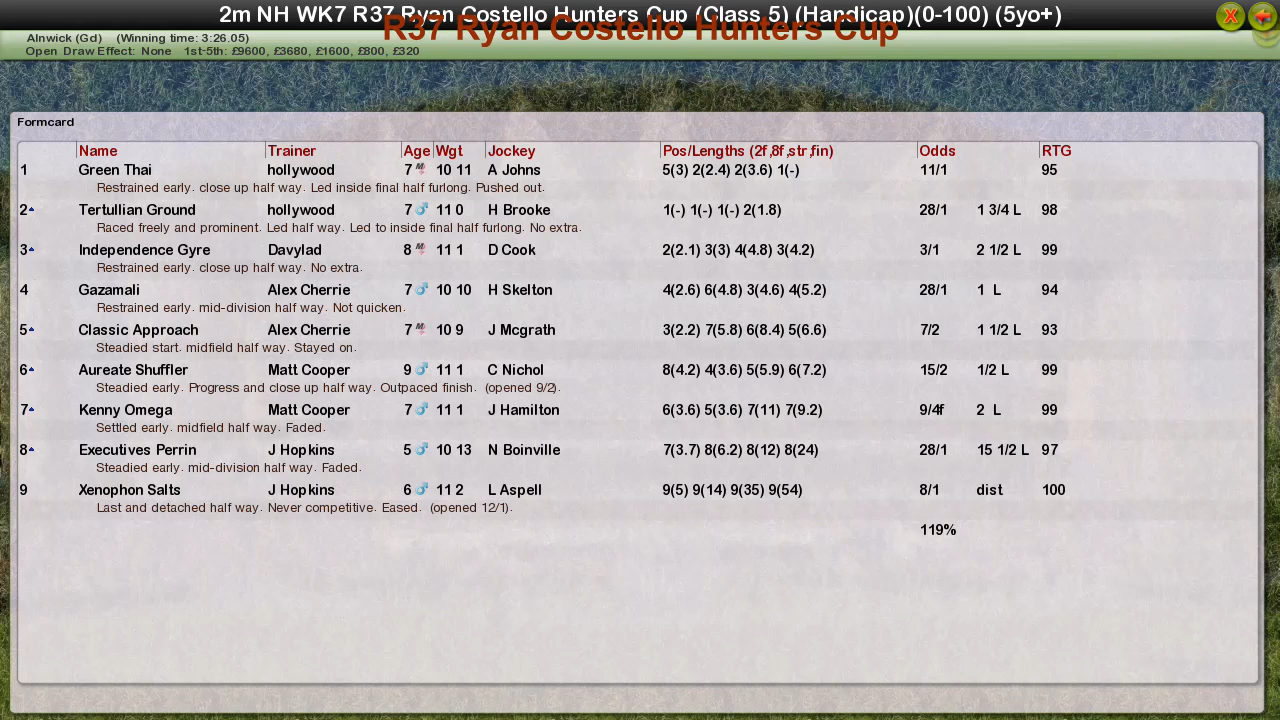 2m NH WK7 R37 Ryan Costello Hunters Cup (Class 5) (Handicap)(0-100) (5yo+)
R37 Ryan Costello Hunters Cup
X
Alnwick (Gd) (Winning time: 3:26.05)
Open Draw Effect: None 1st-5th: £9600, £3680, £1600, £800, £320
Formcard
Name Trainer Age Wgt Jockey Pos/Lengths (2f,8f,str,fin) Odds RTG
1 Green Thai hollywood 7 10 11 A Johns 5(3) 2(2.4) 2(3.6) 1(-) 11/1 95
Restrained early. close up half way. Led inside final half furlong. Pushed out.
2 Tertullian Ground hollywood 7 11 0 H Brooke 1(-) 1(-) 1(-) 2(1.8) 28/1 1 3/4 L 98
Raced freely and prominent. Led half way. Led to inside final half furlong. No extra.
3 Independence Gyre Davylad 8 11 1 D Cook 2(2.1) 3(3) 4(4.8) 3(4.2) 3/1 2 1/2 L 99
Restrained early. close up half way. No extra.
4 Gazamali Alex Cherrie 7 10 10 H Skelton 4(2.6) 6(4.8) 3(4.6) 4(5.2) 28/1 1 L 94
Restrained early. mid-division half way. Not quicken.
5 Classic Approach Alex Cherrie 7 10 9 J Mcgrath 3(2.2) 7(5.8) 6(8.4) 5(6.6) 7/2 1 1/2 L 93
Steadied start. midfield half way. Stayed on.
6 Aureate Shuffler Matt Cooper 9 11 1 C Nichol 8(4.2) 4(3.6) 5(5.9) 6(7.2) 15/2 1/2 L 99
Steadied early. Progress and close up half way. Outpaced finish. (opened 9/2).
7 Kenny Omega Matt Cooper 7 11 1 J Hamilton 6(3.6) 5(3.6) 7(11) 7(9.2) 9/4f 2 L 99
Settled early. midfield half way. Faded.
8 Executives Perrin J Hopkins 5 10 13 N Boinville 7(3.7) 8(6.2) 8(12) 8(24) 28/1 15 1/2 L 97
Steadied early. mid-division half way. Faded.
9 Xenophon Salts J Hopkins 6 11 2 L Aspell 9(5) 9(14) 9(35) 9(54) 8/1 dist 100
Last and detached half way. Never competitive. Eased. (opened 12/1).
119%